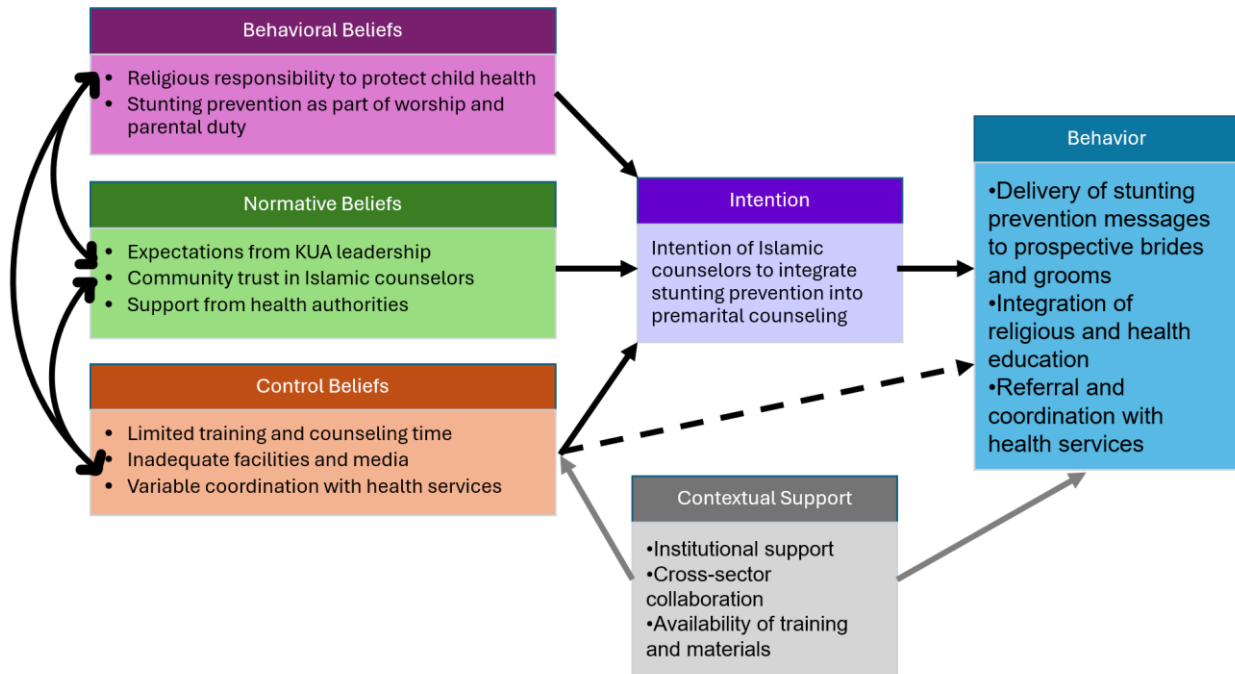 Behavioral Beliefs
• Religious responsibility to protect child health
• Stunting prevention as part of worship and
parental duty
Normative Beliefs
• Expectations from KUA leadership
• Community trust in Islamic counselors
• Support from health authorities
Control Beliefs
• Limited training and counseling time
• Inadequate facilities and media
• Variable coordination with health services
Intention
Intention of Islamic
counselors to integrate
stunting prevention into
premarital counseling
Contextual Support
•Institutional support
•Cross-sector
collaboration
•Availability of training
and materials
Behavior
•Delivery of stunting
prevention messages
to prospective brides
and grooms
•Integration of
religious and health
education
•Referral and
coordination with
health services